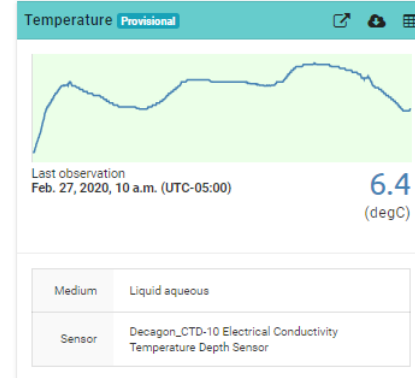 Temperature Provisional
Last observation
Feb. 27, 2020, 10 a.m. (UTC-05:00)
6.4
(degC)
Medium Liquid aqueous
Sensor Decagon_CTD-10 Electrical Conductivity
Temperature Depth Sensor